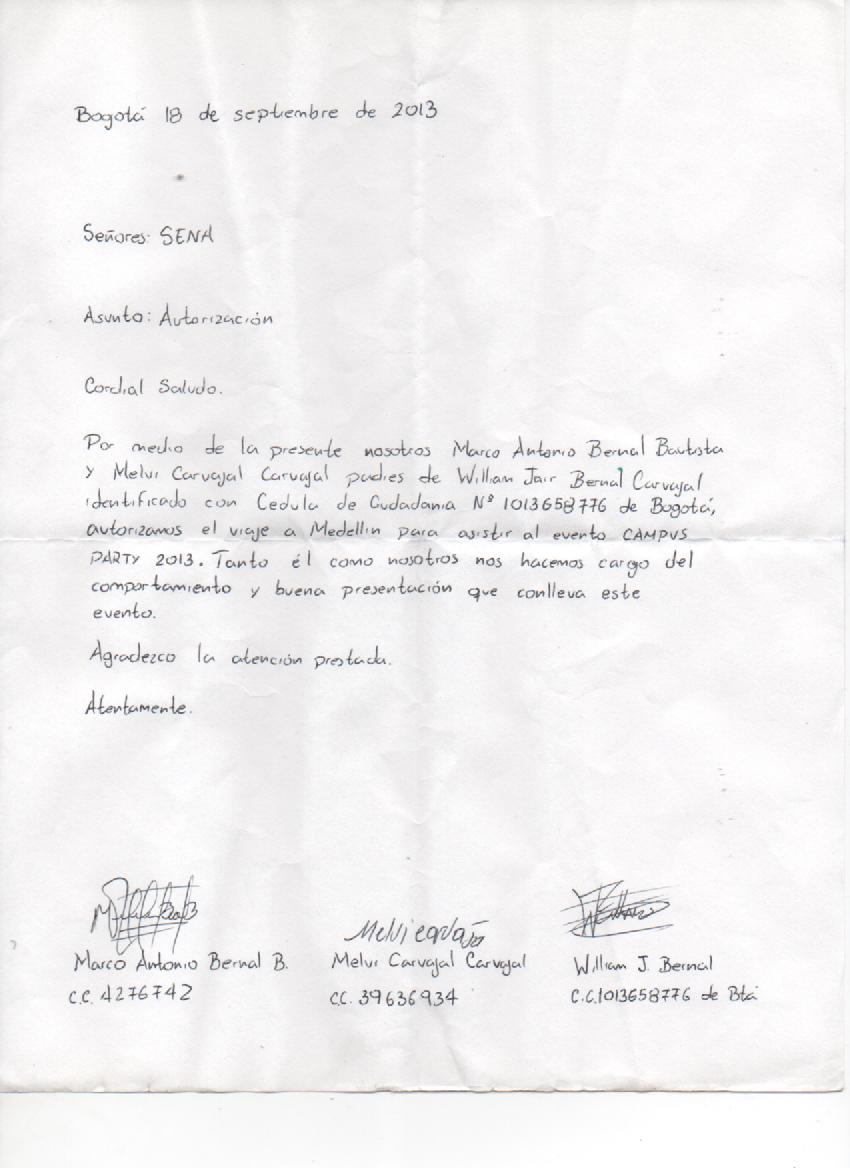 Bogotá 18 de septiembre de 2013
Señores: SENA
Asunto: Autorización
Cordial Saludo.
Por medio de la presente nosotros Marco Antonio Bernal Bautista
y Melvi Carvajal Carvajal padres de William Jair Bernal Carvajal
identificado con Cedula de Ciudadania Nº 1013658776 de Bogotá,
autorizamos el viaje a Medellin para asistir al evento CAMPUS
PARTY 2013. Tanto él como nosotros nos hacemos cargo del
comportamiento y buena presentación que conlleva este
evento.
Agradezco la atención prestada.
Atentamente.
Marco Antonio Bernal B. Melvi Carvajal Carvajal William J. Bernal
C.C. 4276742 CC. 39636934 C.C.1013658776 de Btá